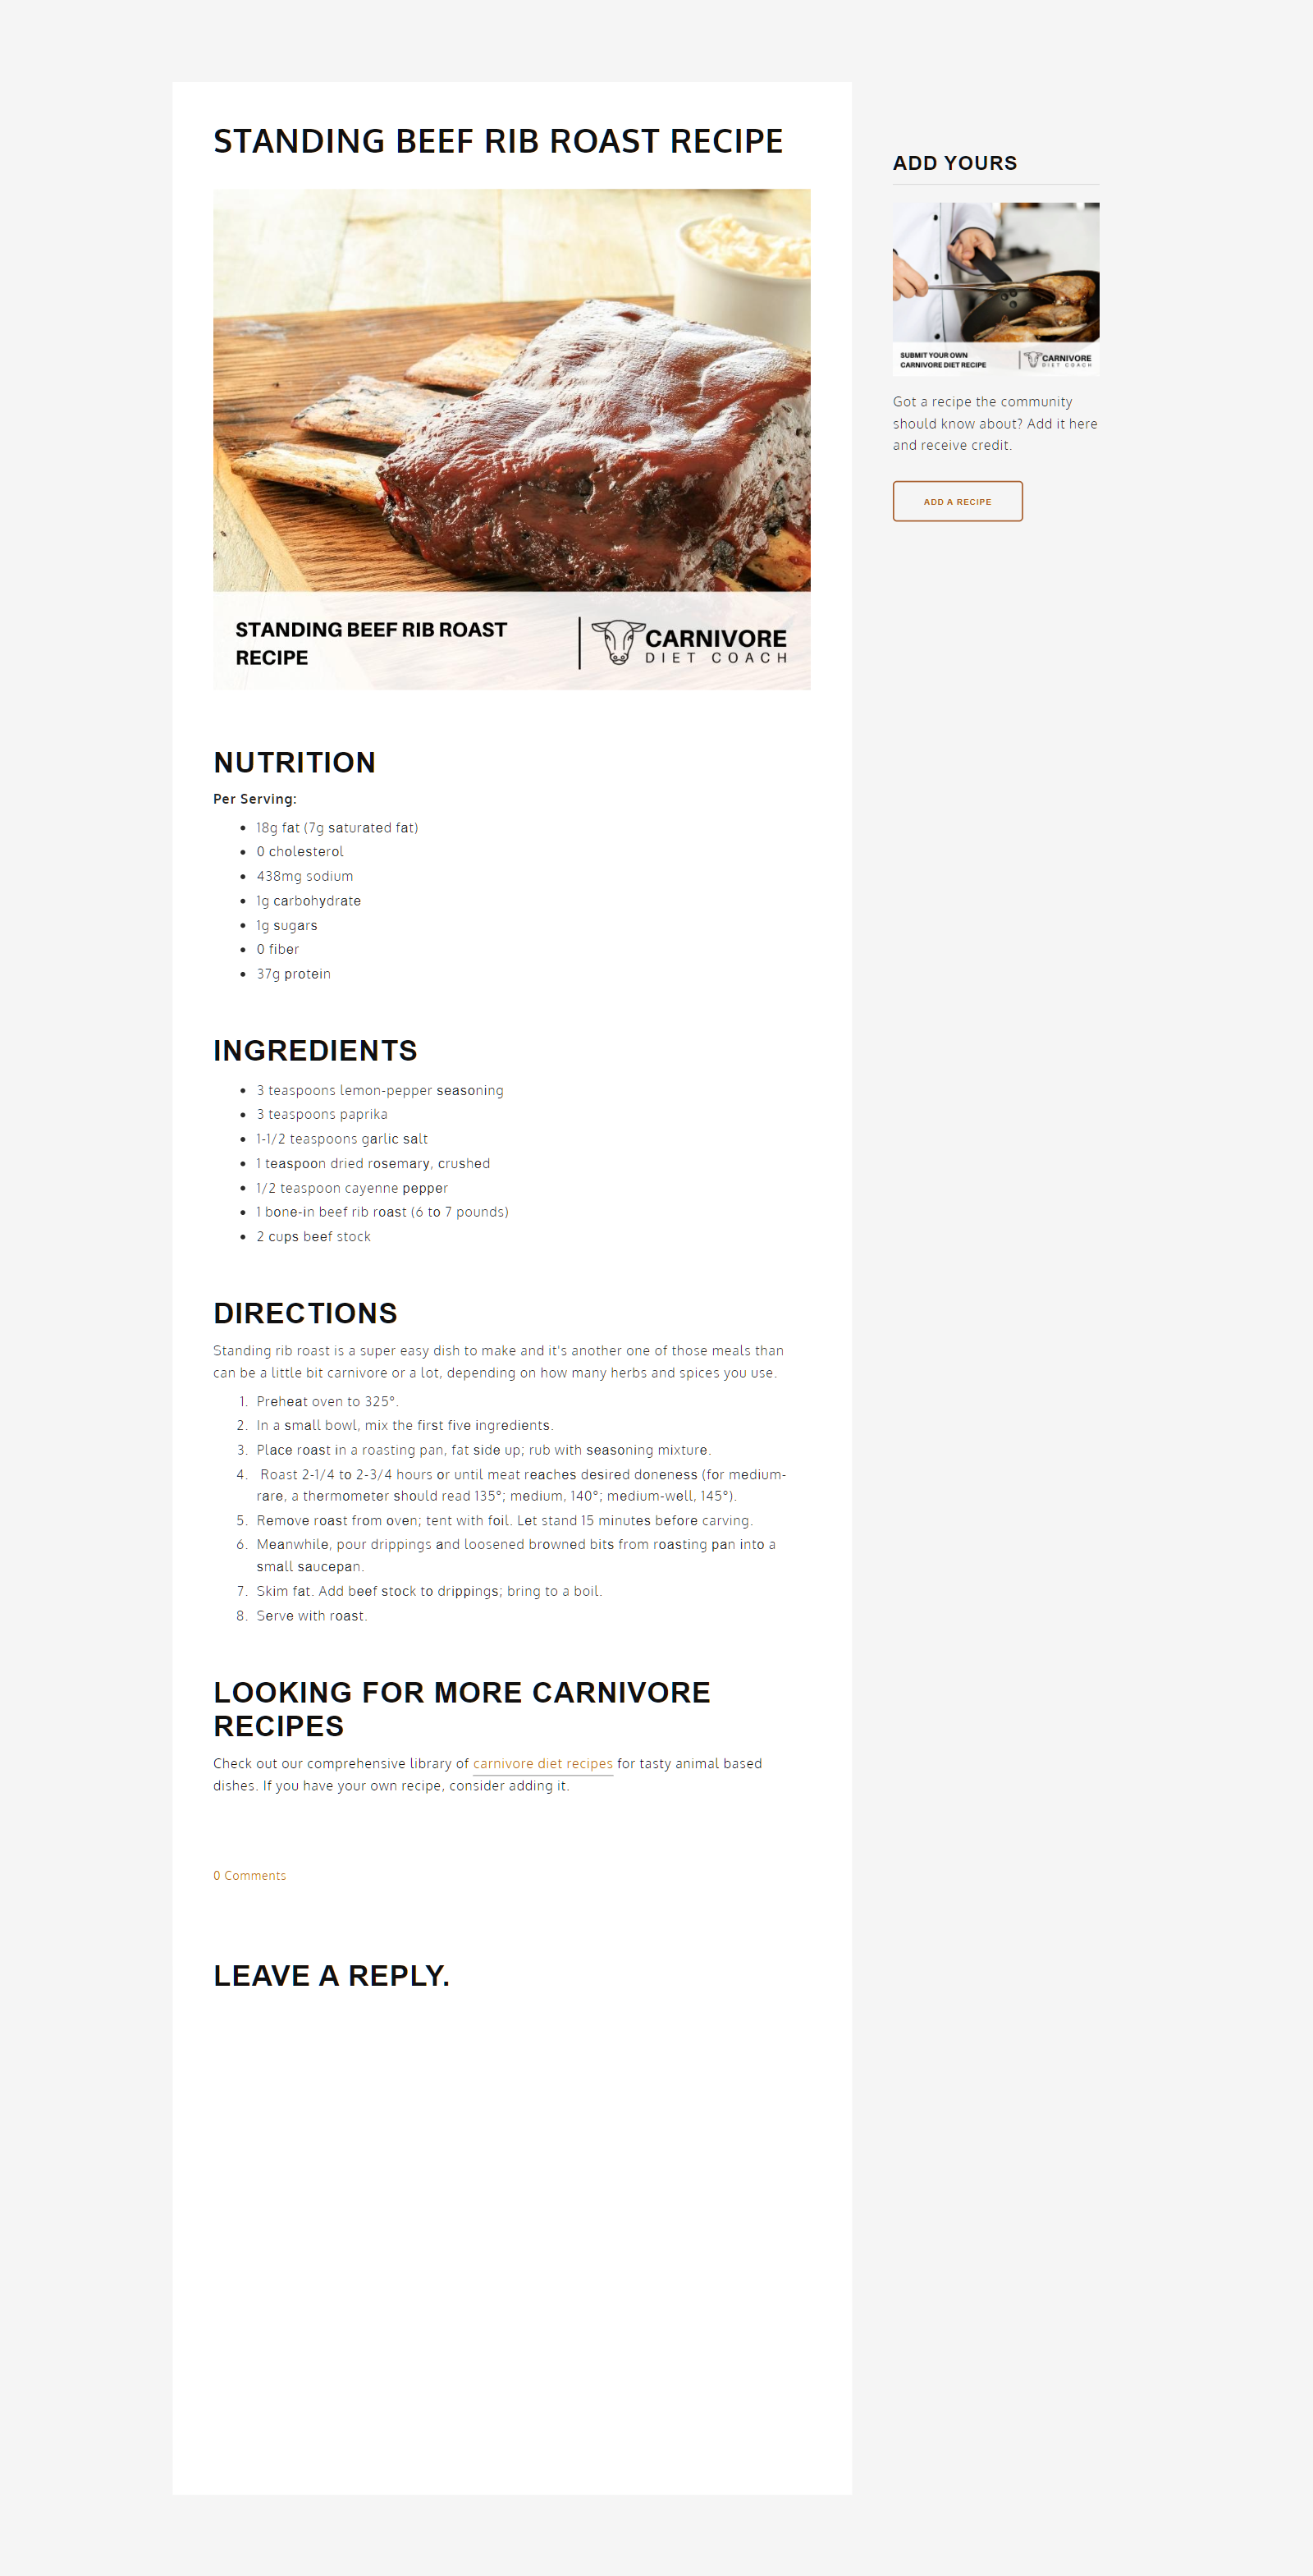 STANDING BEEF RIB ROAST RECIPE
STANDING BEEF RIB ROAST
RECIPE
CARNIVORE
DIET COACH
NUTRITION
Per Serving:
18g fat (7g saturated fat)
0 cholesterol
438mg sodium
1g carbohydrate
1g sugars
0 fiber
37g protein
INGREDIENTS
3 teaspoons lemon-pepper seasoning
3 teaspoons paprika
1-1/2 teaspoons garlic salt
1 teaspoon dried rosemary, crushed
1/2 teaspoon cayenne pepper
1 bone-in beef rib roast (6 to 7 pounds)
2 cups beef stock
DIRECTIONS
Standing rib roast is a super easy dish to make and it's another one of those meals than
can be a little bit carnivore or a lot, depending on how many herbs and spices you use.
1. Preheat oven to 325°.
2. In a small bowl, mix the first five ingredients.
3. Place roast in a roasting pan, fat side up; rub with seasoning mixture.
4. Roast 2-1/4 to 2-3/4 hours or until meat reaches desired doneness (for medium-
rare, a thermometer should read 135°; medium, 140°; medium-well, 145°).
5. Remove roast from oven; tent with foil. Let stand 15 minutes before carving.
6. Meanwhile, pour drippings and loosened browned bits from roasting pan into a
small saucepan.
7. Skim fat. Add beef stock to drippings; bring to a boil.
8. Serve with roast.
LOOKING FOR MORE CARNIVORE
RECIPES
Check out our comprehensive library of carnivore diet recipes for tasty animal based
dishes. If you have your own recipe, consider adding it.
0 Comments
LEAVE A REPLY.
ADD YOURS
SUBMIT YOUR OWN
CARNIVORE DIET RECIPE
CARNIVORE
DIET COACH
Got a recipe the community
should know about? Add it here
and receive credit.
ADD A RECIPE